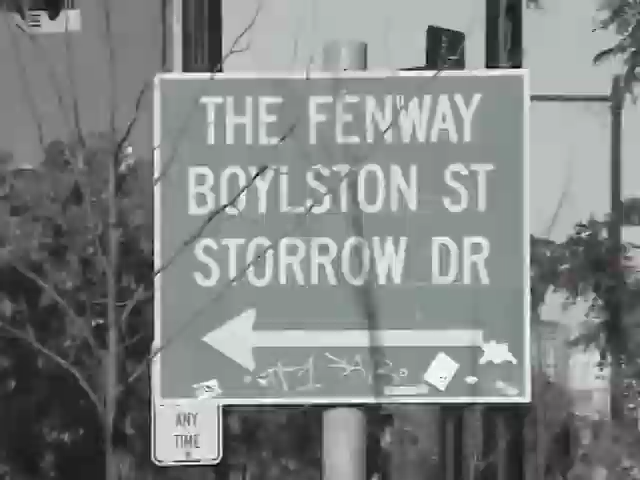 THE FENWAY
BOYLSTON ST
STORROW DR
ANY
TIME